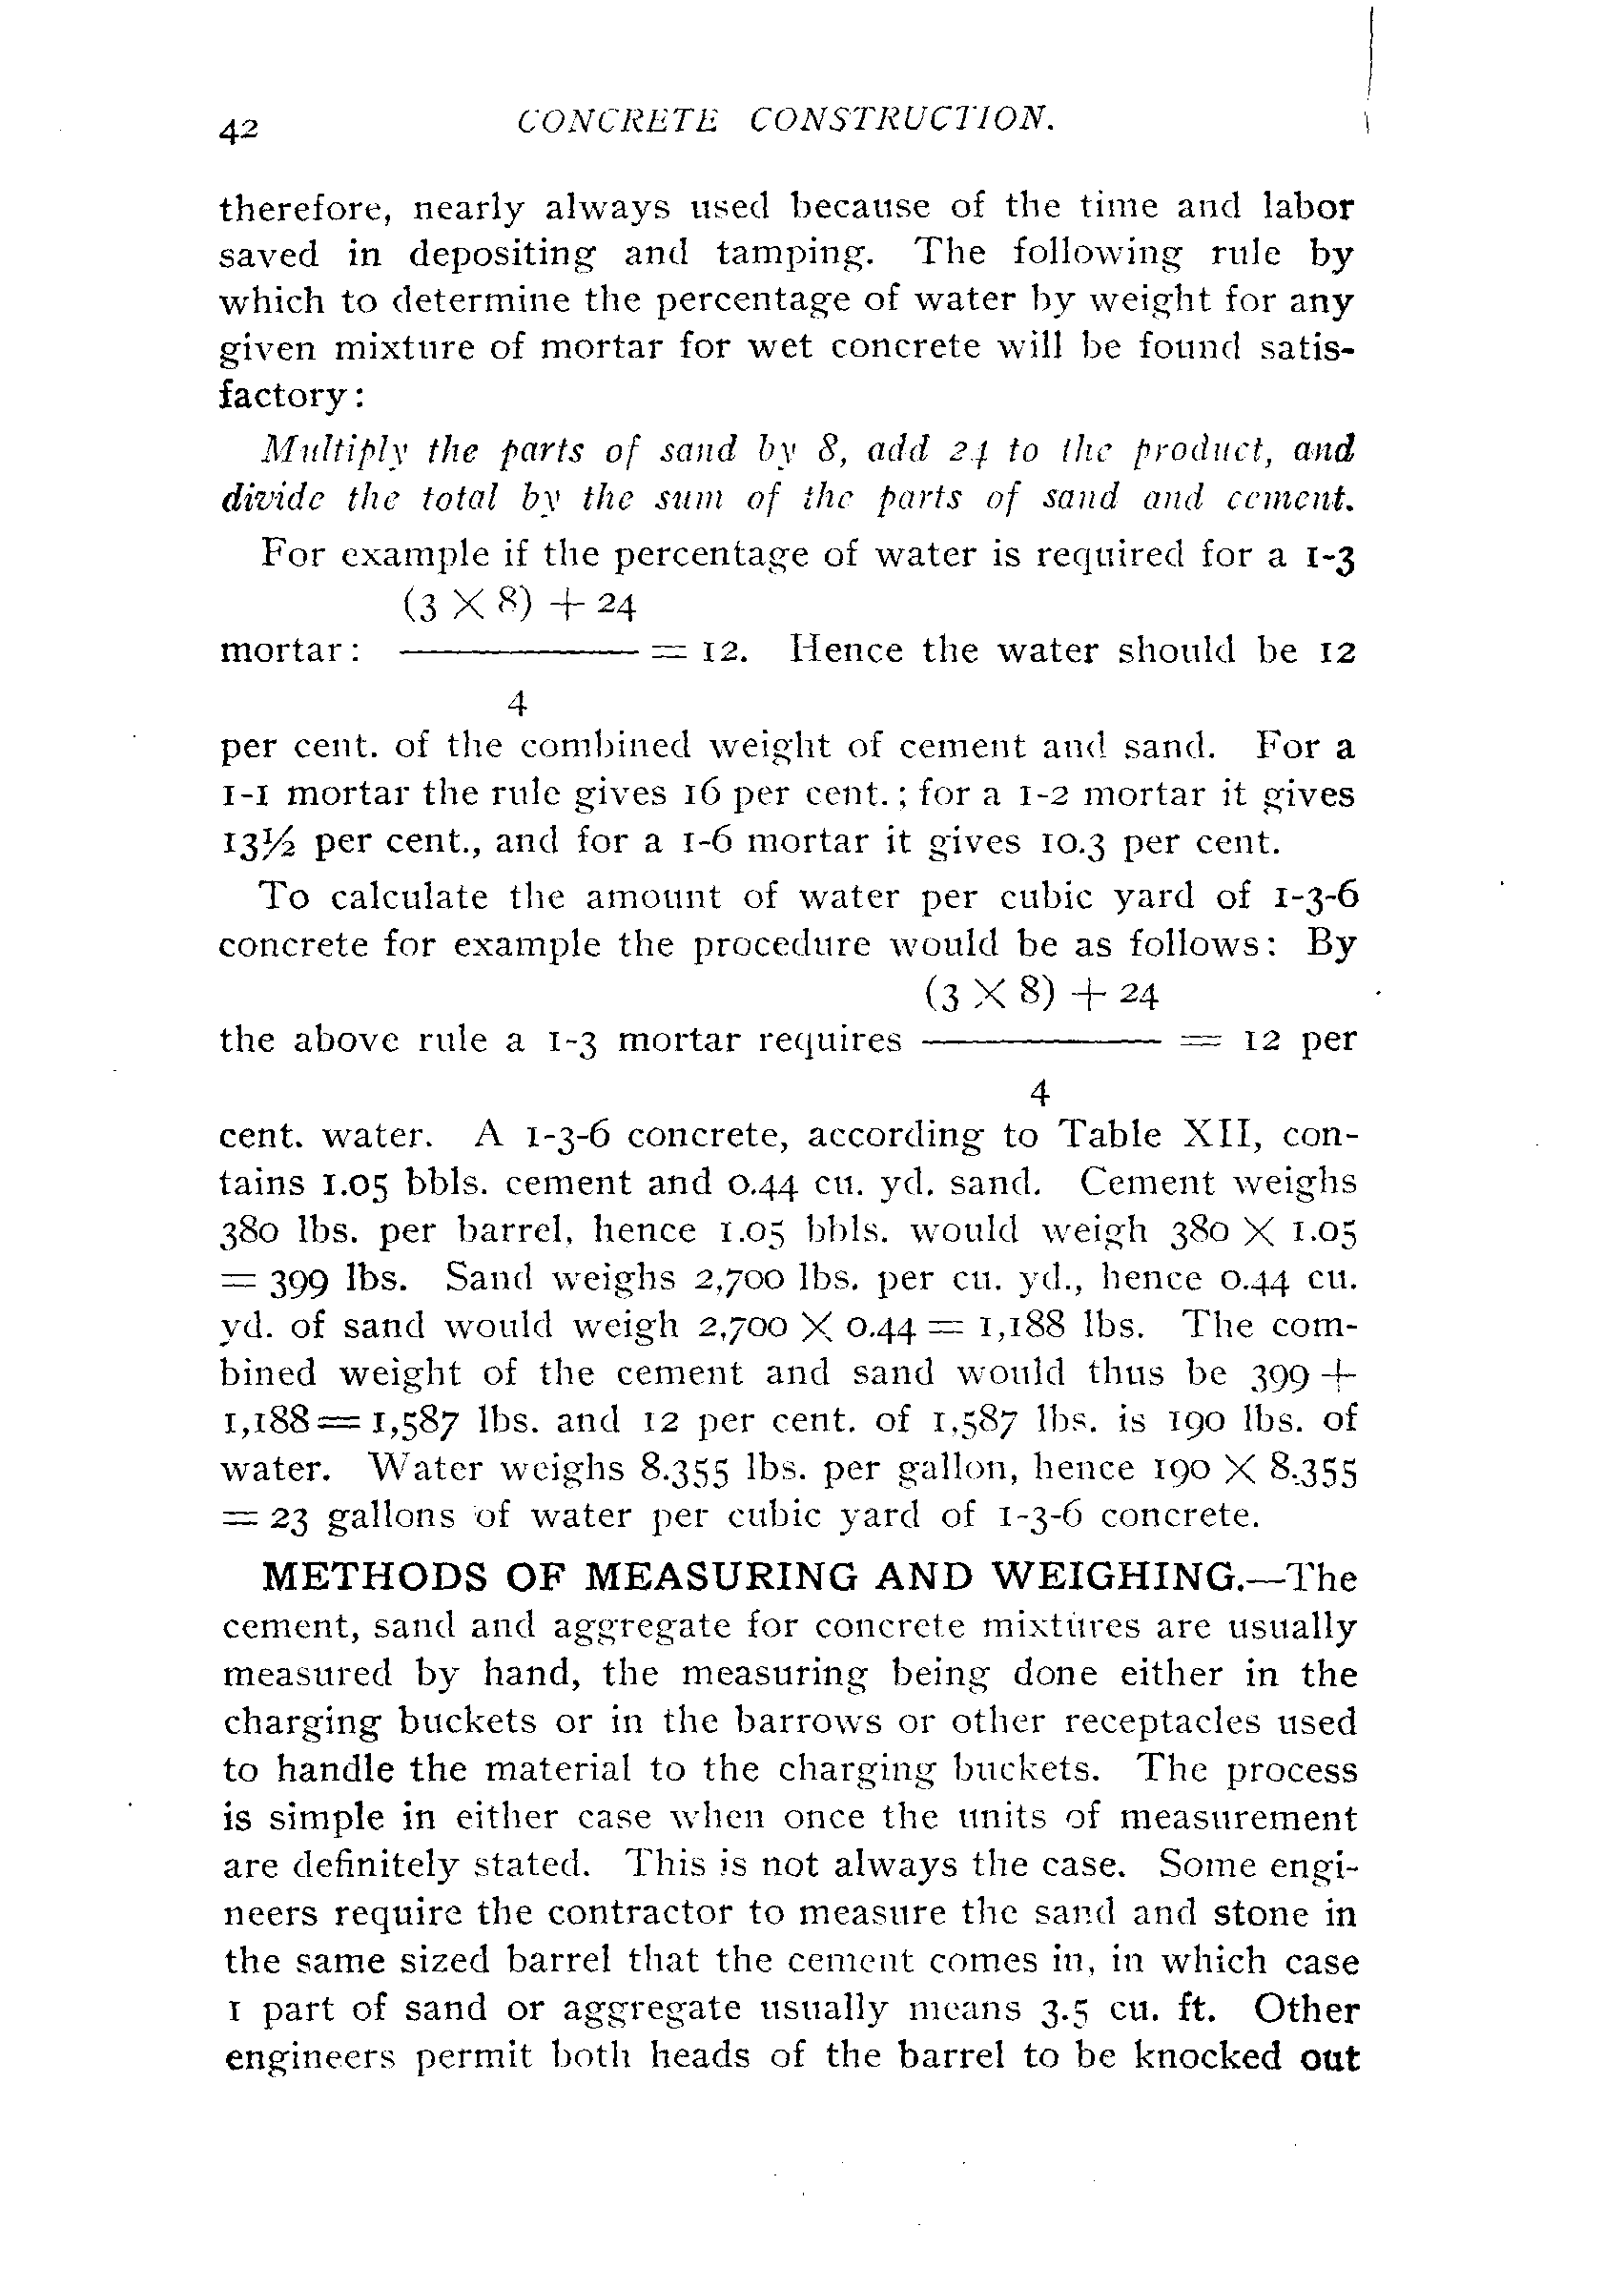 42 CONCRETE CONSTRUCTION.
therefore, nearly always used because of the time and labor
saved in depositing and tamping. The following rule by
which to determine the percentage of water by weight for any
given mixture of mortar for wet concrete will be found satis-
factory:
Multiply the parts of sand by 8, add 24 to the product, and
divide the total by the sum of the parts of sand and cement.
For example if the percentage of water is required for a 1-3
(3 × 8) + 24
mortar: ————— = 12. Hence the water should be 12
4
per cent. of the combined weight of cement and sand. For a
1-1 mortar the rule gives 16 per cent.; for a 1-2 mortar it gives
13½ per cent., and for a 1-6 mortar it gives 10.3 per cent.
To calculate the amount of water per cubic yard of 1-3-6
concrete for example the procedure would be as follows: By
(3 × 8) + 24
the above rule a 1-3 mortar requires ————— = 12 per
4
cent. water. A 1-3-6 concrete, according to Table XII, con-
tains 1.05 bbls. cement and 0.44 cu. yd. sand. Cement weighs
380 lbs. per barrel, hence 1.05 bbls. would weigh 380 × 1.05
= 399 lbs. Sand weighs 2,700 lbs. per cu. yd., hence 0.44 cu.
yd. of sand would weigh 2,700 × 0.44 = 1,188 lbs. The com-
bined weight of the cement and sand would thus be 399 +
1,188 = 1,587 lbs. and 12 per cent. of 1,587 lbs. is 190 lbs. of
water. Water weighs 8.355 lbs. per gallon, hence 190 × 8.355
= 23 gallons of water per cubic yard of 1-3-6 concrete.
METHODS OF MEASURING AND WEIGHING.—The
cement, sand and aggregate for concrete mixtures are usually
measured by hand, the measuring being done either in the
charging buckets or in the barrows or other receptacles used
to handle the material to the charging buckets. The process
is simple in either case when once the units of measurement
are definitely stated. This is not always the case. Some engi-
neers require the contractor to measure the sand and stone in
the same sized barrel that the cement comes in, in which case
1 part of sand or aggregate usually means 3.5 cu. ft. Other
engineers permit both heads of the barrel to be knocked out